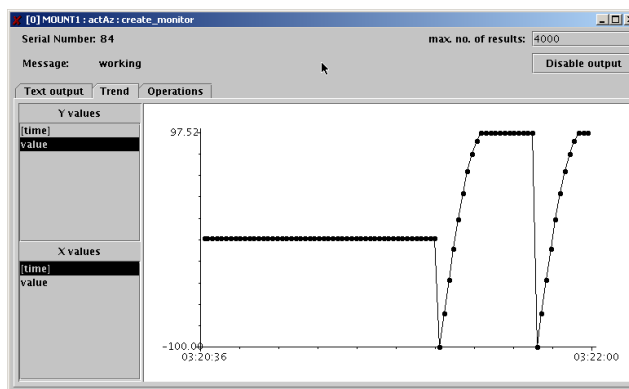 [0] MOUNT1 : actAz : create_monitor
Serial Number: 84
max. no. of results: 4000
Message: working
Disable output
Text output Trend Operations
Y values
[time]
value
X values
[time]
value
97.52
-100.00
03:20:36
03:22:00